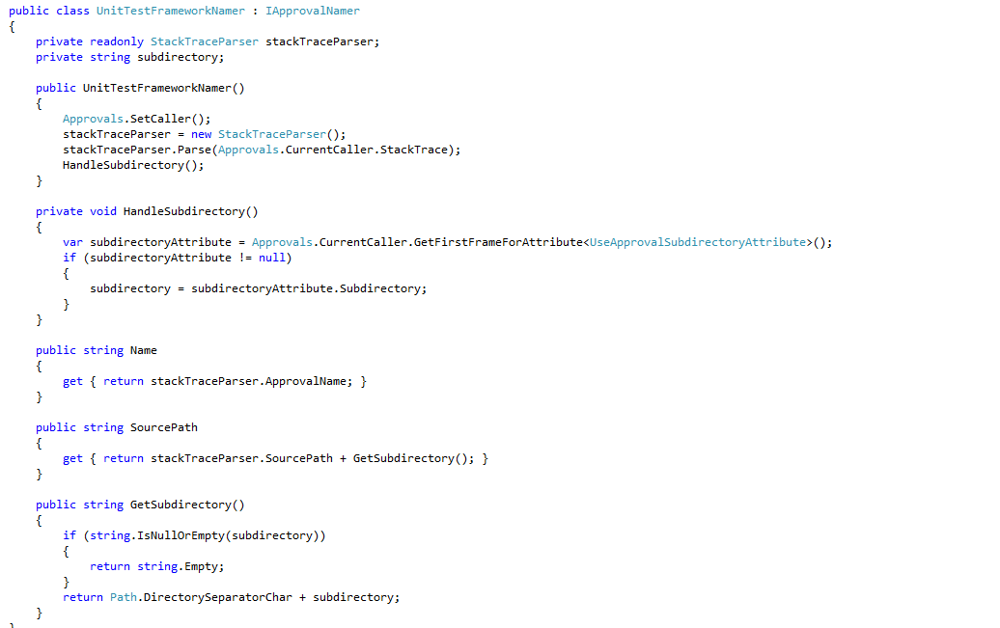 public class UnitTestFrameworkNamer : IApprovalNamer
{
    private readonly StackTraceParser stackTraceParser;
    private string subdirectory;

    public UnitTestFrameworkNamer()
    {
        Approvals.SetCaller();
        stackTraceParser = new StackTraceParser();
        stackTraceParser.Parse(Approvals.CurrentCaller.StackTrace);
        HandleSubdirectory();
    }

    private void HandleSubdirectory()
    {
        var subdirectoryAttribute = Approvals.CurrentCaller.GetFirstFrameForAttribute<UseApprovalSubdirectoryAttribute>();
        if (subdirectoryAttribute != null)
        {
            subdirectory = subdirectoryAttribute.Subdirectory;
        }
    }

    public string Name
    {
        get { return stackTraceParser.ApprovalName; }
    }

    public string SourcePath
    {
        get { return stackTraceParser.SourcePath + GetSubdirectory(); }
    }

    public string GetSubdirectory()
    {
        if (string.IsNullOrEmpty(subdirectory))
        {
            return string.Empty;
        }
        return Path.DirectorySeparatorChar + subdirectory;
    }
}